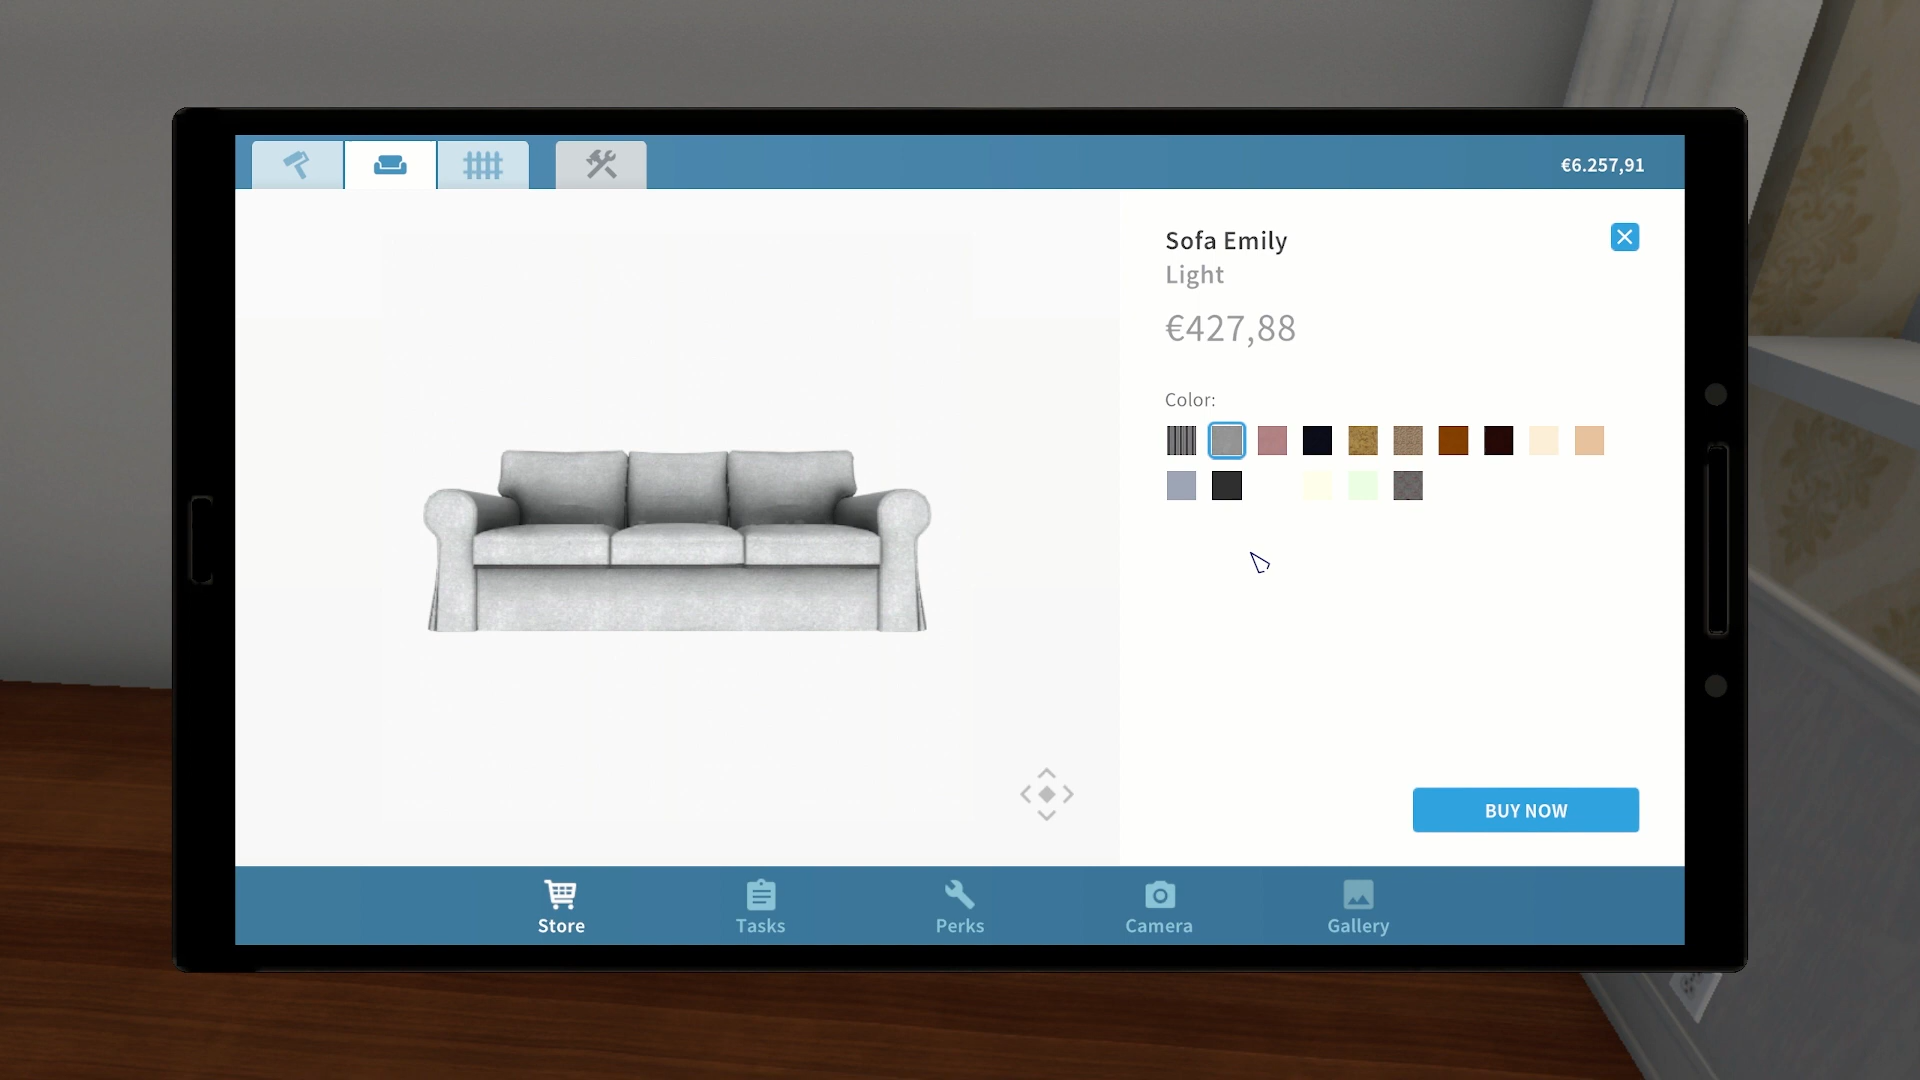 €6.257,91
Sofa Emily
Light
€427,88
Color:
BUY NOW
Store
Tasks
Perks
Camera
Gallery